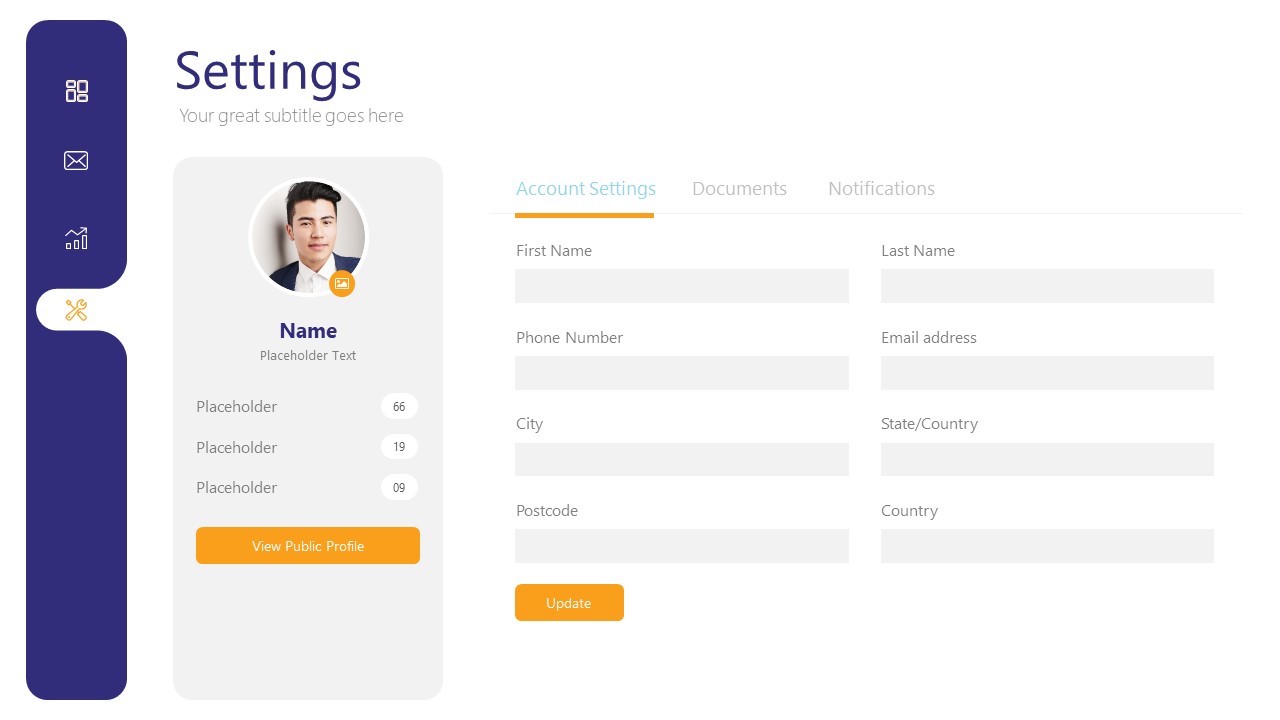 Settings
Your great subtitle goes here
Name
Placeholder Text
Placeholder 66
Placeholder 19
Placeholder 09
View Public Profile
Account Settings Documents Notifications
First Name Last Name
Phone Number Email address
City State/Country
Postcode Country
Update